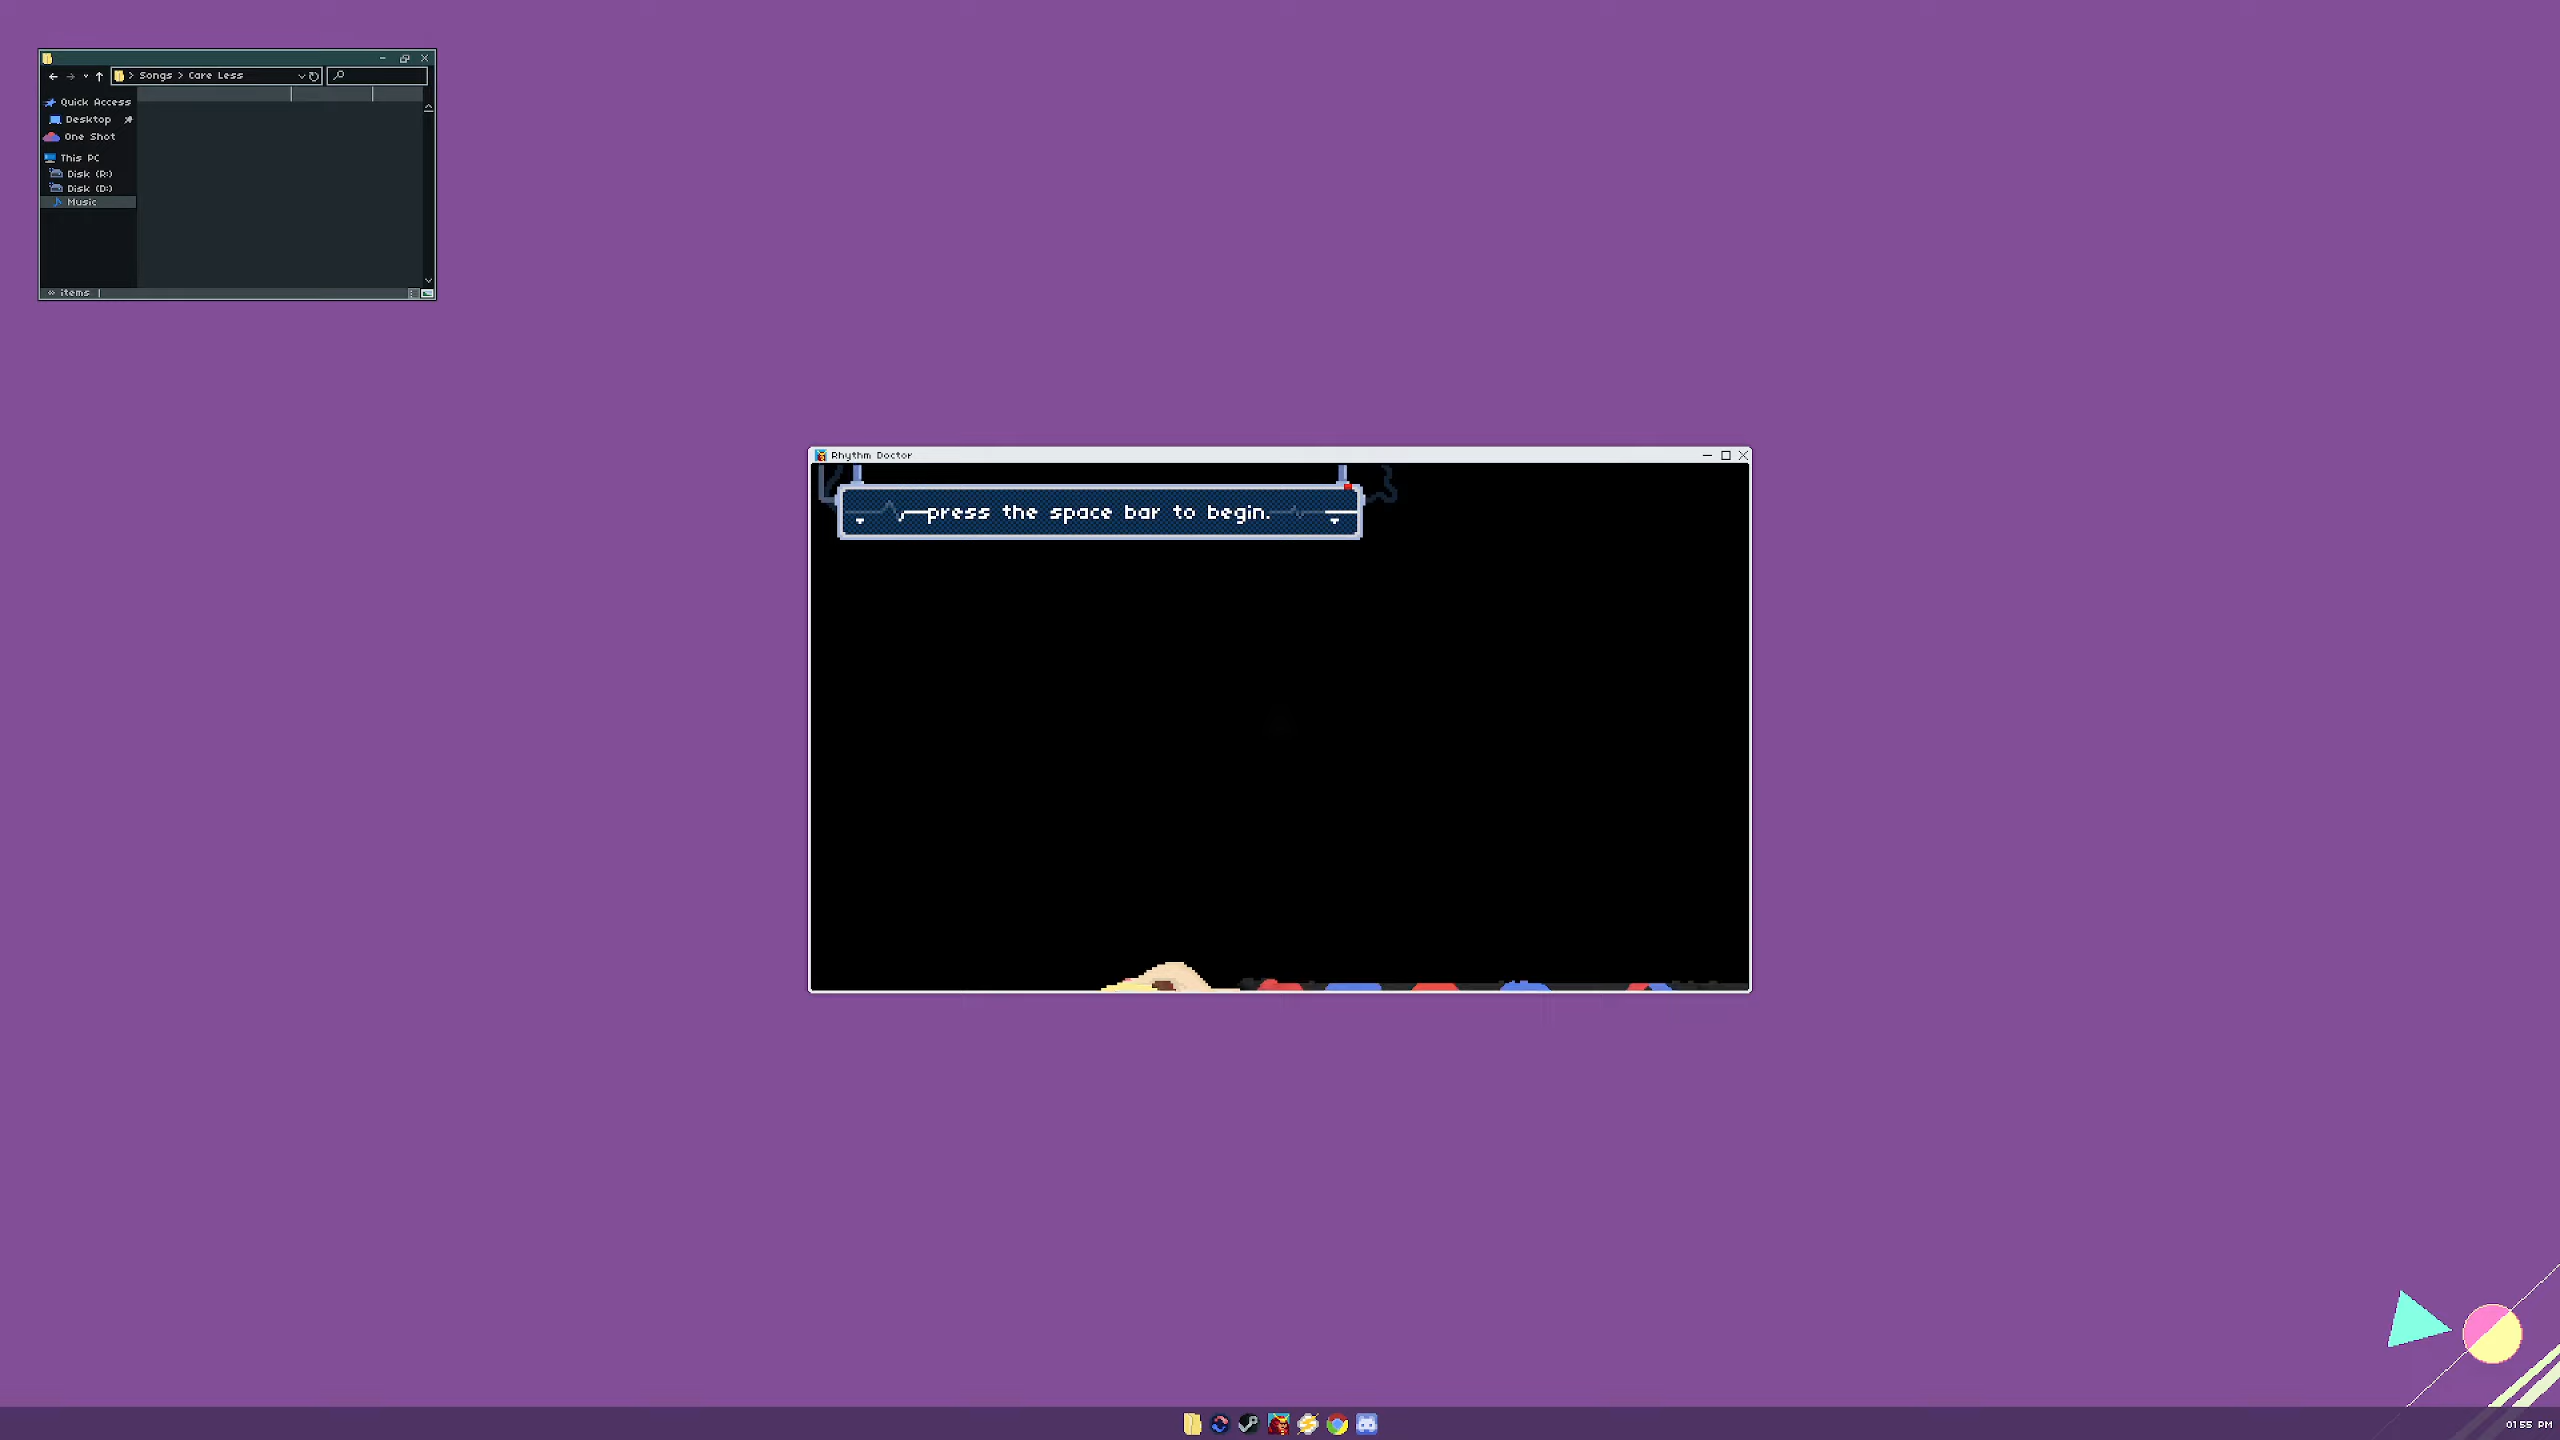 Songs > Care Less
Quick Access
Desktop
One Shot
This PC
Disk (R:)
Disk (D:)
Music
∞ items |
Rhythm Doctor
press the space bar to begin.
01:55 PM